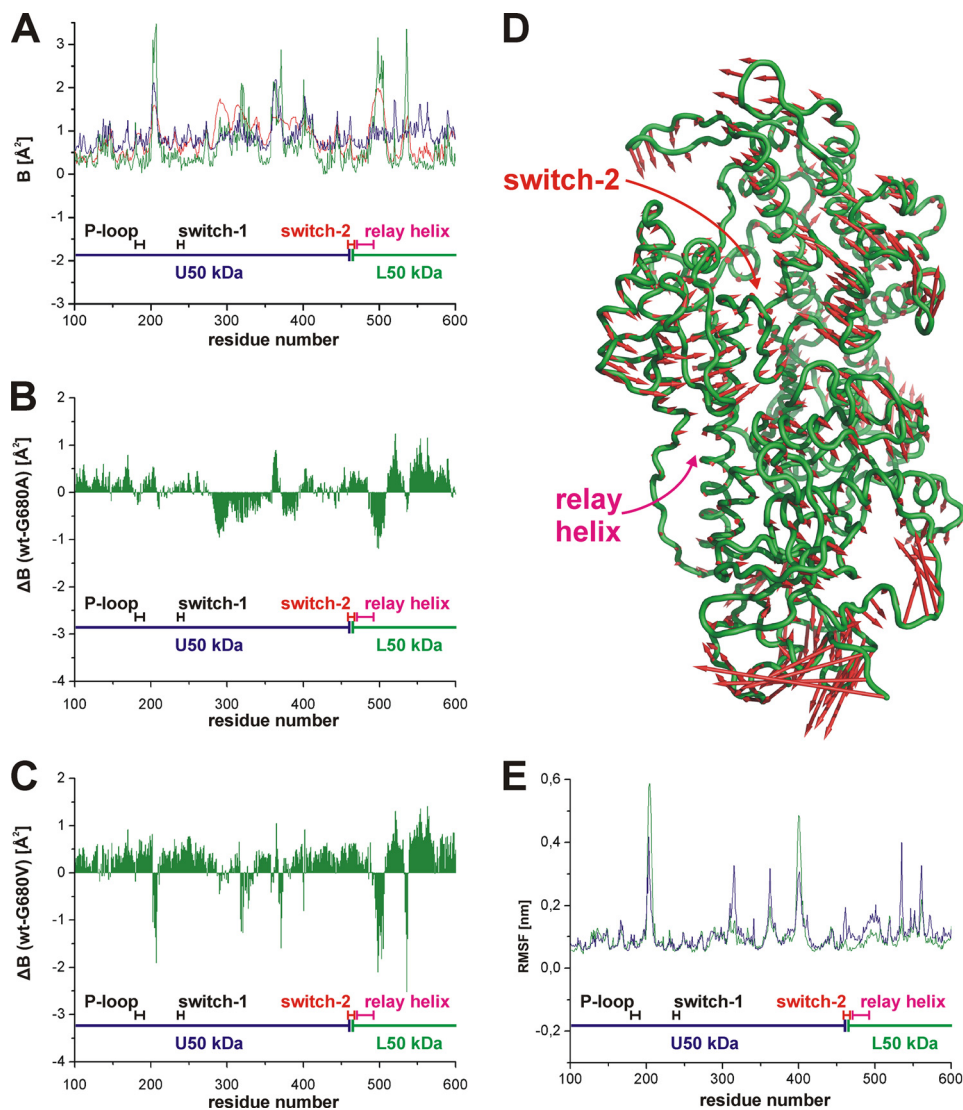 A
B [Å²]
3
2
1
0
-1
-2
-3
P-loop
switch-1
switch-2
relay helix
U50 kDa
L50 kDa
100
200
300
400
500
600
residue number
B
ΔB (wt-G680A) [Å²]
2
1
0
-1
-2
-3
-4
P-loop
switch-1
switch-2
relay helix
U50 kDa
L50 kDa
100
200
300
400
500
600
residue number
C
ΔB (wt-G680V) [Å²]
2
1
0
-1
-2
-3
-4
P-loop
switch-1
switch-2
relay helix
U50 kDa
L50 kDa
100
200
300
400
500
600
residue number
D
switch-2
relay
helix
E
RMSF [nm]
0,6
0,4
0,2
0,0
-0,2
P-loop
switch-1
switch-2
relay helix
U50 kDa
L50 kDa
100
200
300
400
500
600
residue number